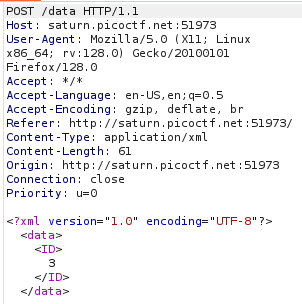 POST /data HTTP/1.1
Host: saturn.picoctf.net:51973
User-Agent: Mozilla/5.0 (X11; Linux
x86_64; rv:128.0) Gecko/20100101
Firefox/128.0
Accept: */*
Accept-Language: en-US,en;q=0.5
Accept-Encoding: gzip, deflate, br
Referer: http://saturn.picoctf.net:51973/
Content-Type: application/xml
Content-Length: 61
Origin: http://saturn.picoctf.net:51973
Connection: close
Priority: u=0

<?xml version="1.0" encoding="UTF-8"?>
  <data>
    <ID>
      3
    </ID>
  </data>